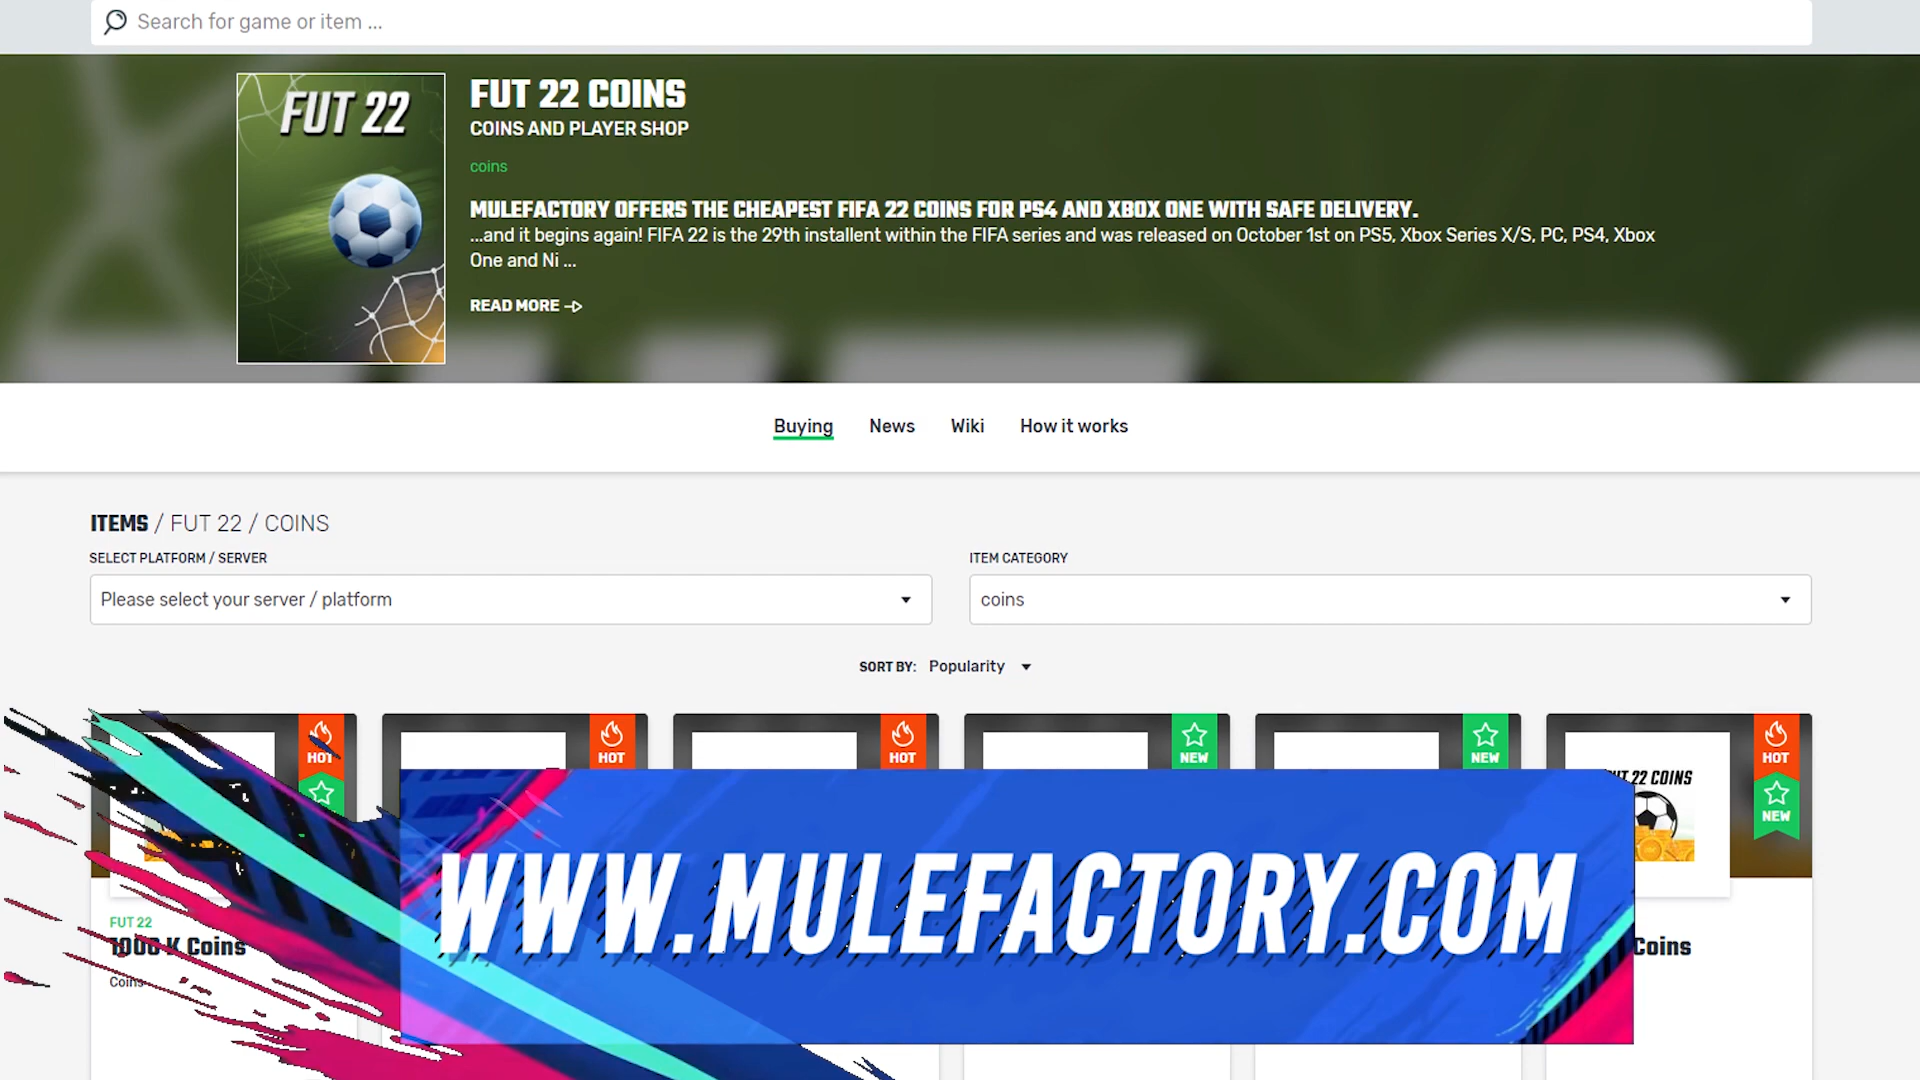 Search for game or item ...
FUT 22
FUT 22 COINS
COINS AND PLAYER SHOP
coins
MULEFACTORY OFFERS THE CHEAPEST FIFA 22 COINS FOR PS4 AND XBOX ONE WITH SAFE DELIVERY.
...and it begins again! FIFA 22 is the 29th installent within the FIFA series and was released on October 1st on PS5, Xbox Series X/S, PC, PS4, Xbox
One and Ni ...
READ MORE
Buying News Wiki How it works
ITEMS / FUT 22 / COINS
SELECT PLATFORM / SERVER
Please select your server / platform
ITEM CATEGORY
coins
SORT BY: Popularity
HOT
HOT
HOT
NEW
NEW
HOT
NEW
22 COINS
WWW.MULEFACTORY.COM
FUT 22
1000 K Coins
Coins
Coins